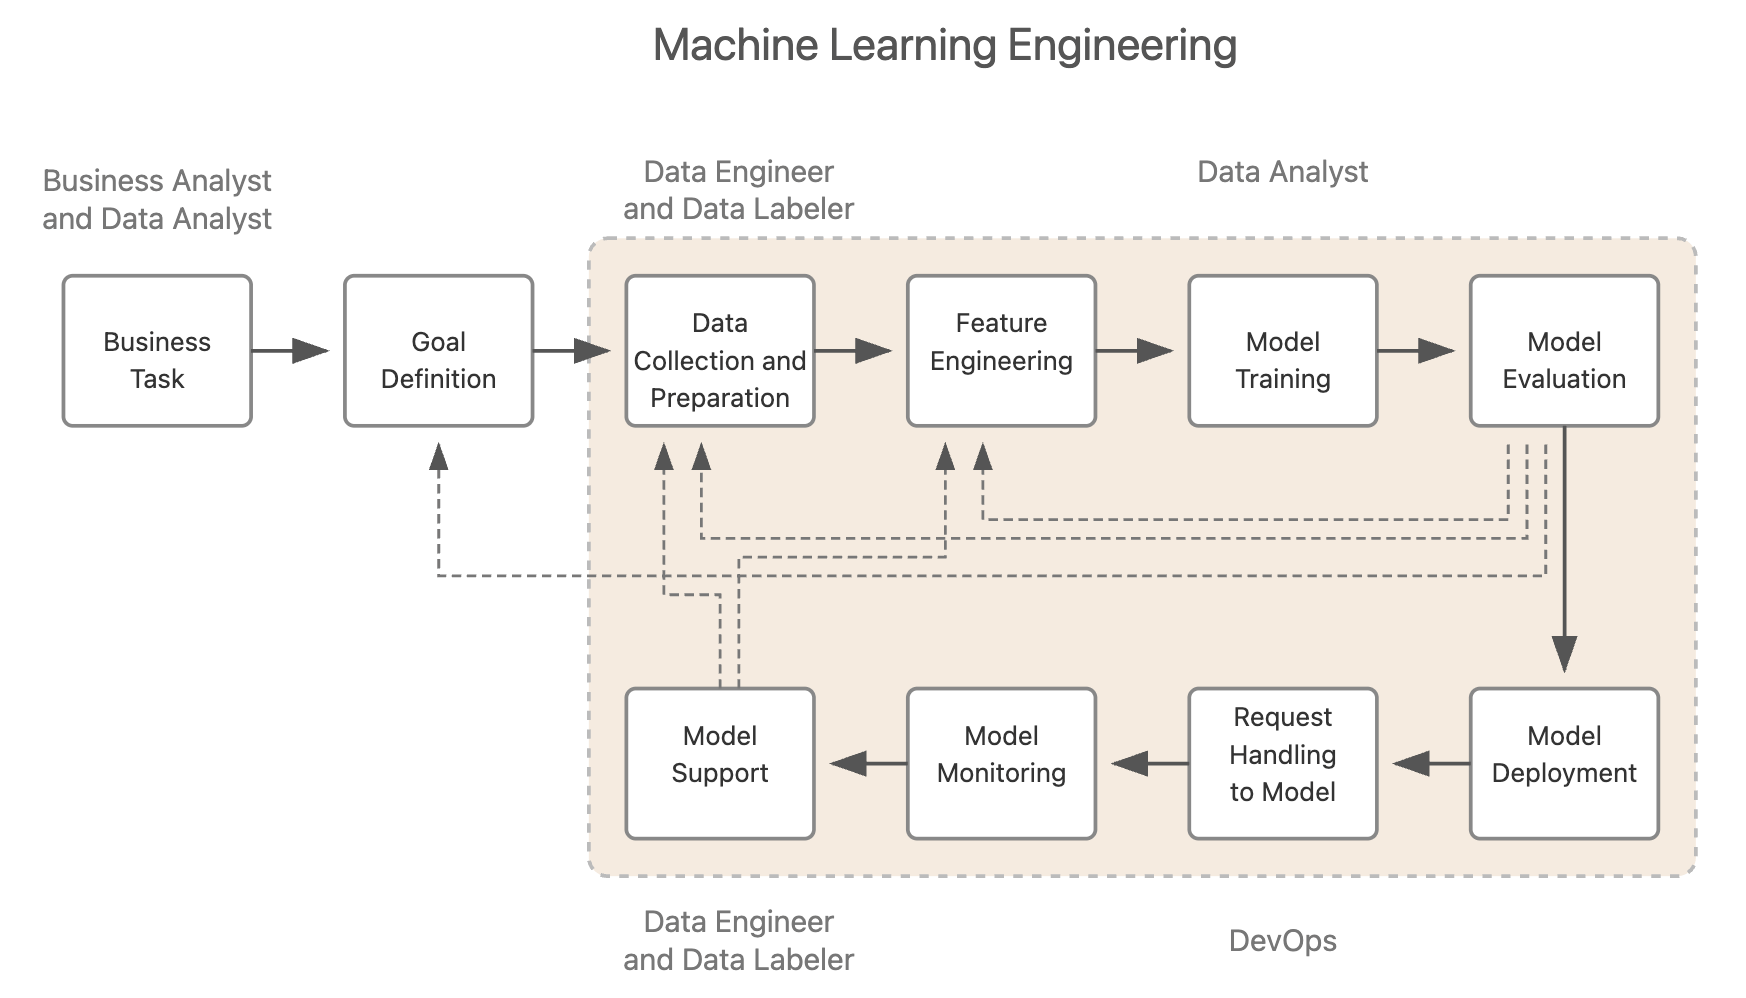 Machine Learning Engineering
Business Analyst
and Data Analyst
Data Engineer
and Data Labeler
Data Analyst
Business
Task
Goal
Definition
Data
Collection and
Preparation
Feature
Engineering
Model
Training
Model
Evaluation
Model
Support
Model
Monitoring
Request
Handling
to Model
Model
Deployment
Data Engineer
and Data Labeler
DevOps